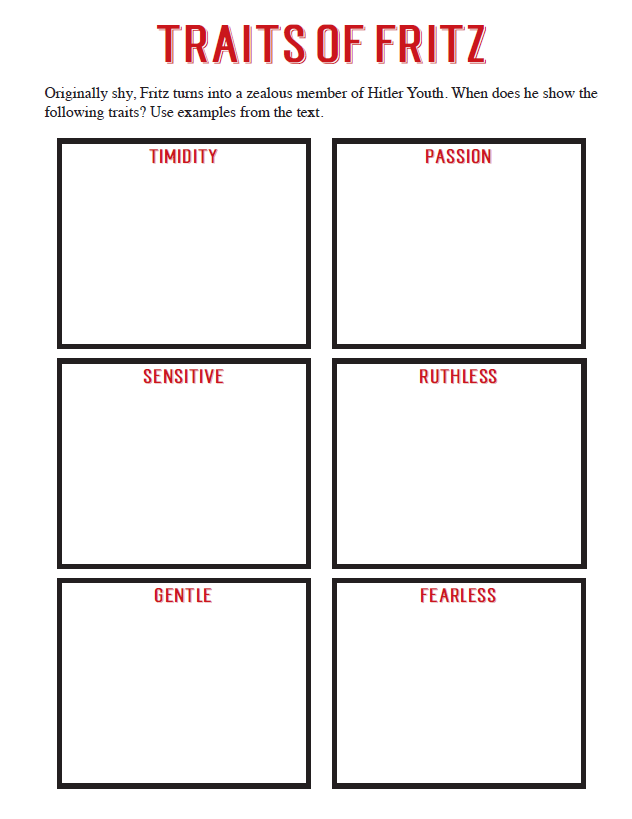 TRAITS OF FRITZ
Originally shy, Fritz turns into a zealous member of Hitler Youth. When does he show the
following traits? Use examples from the text.
TIMIDITY
PASSION
SENSITIVE
RUTHLESS
GENTLE
FEARLESS